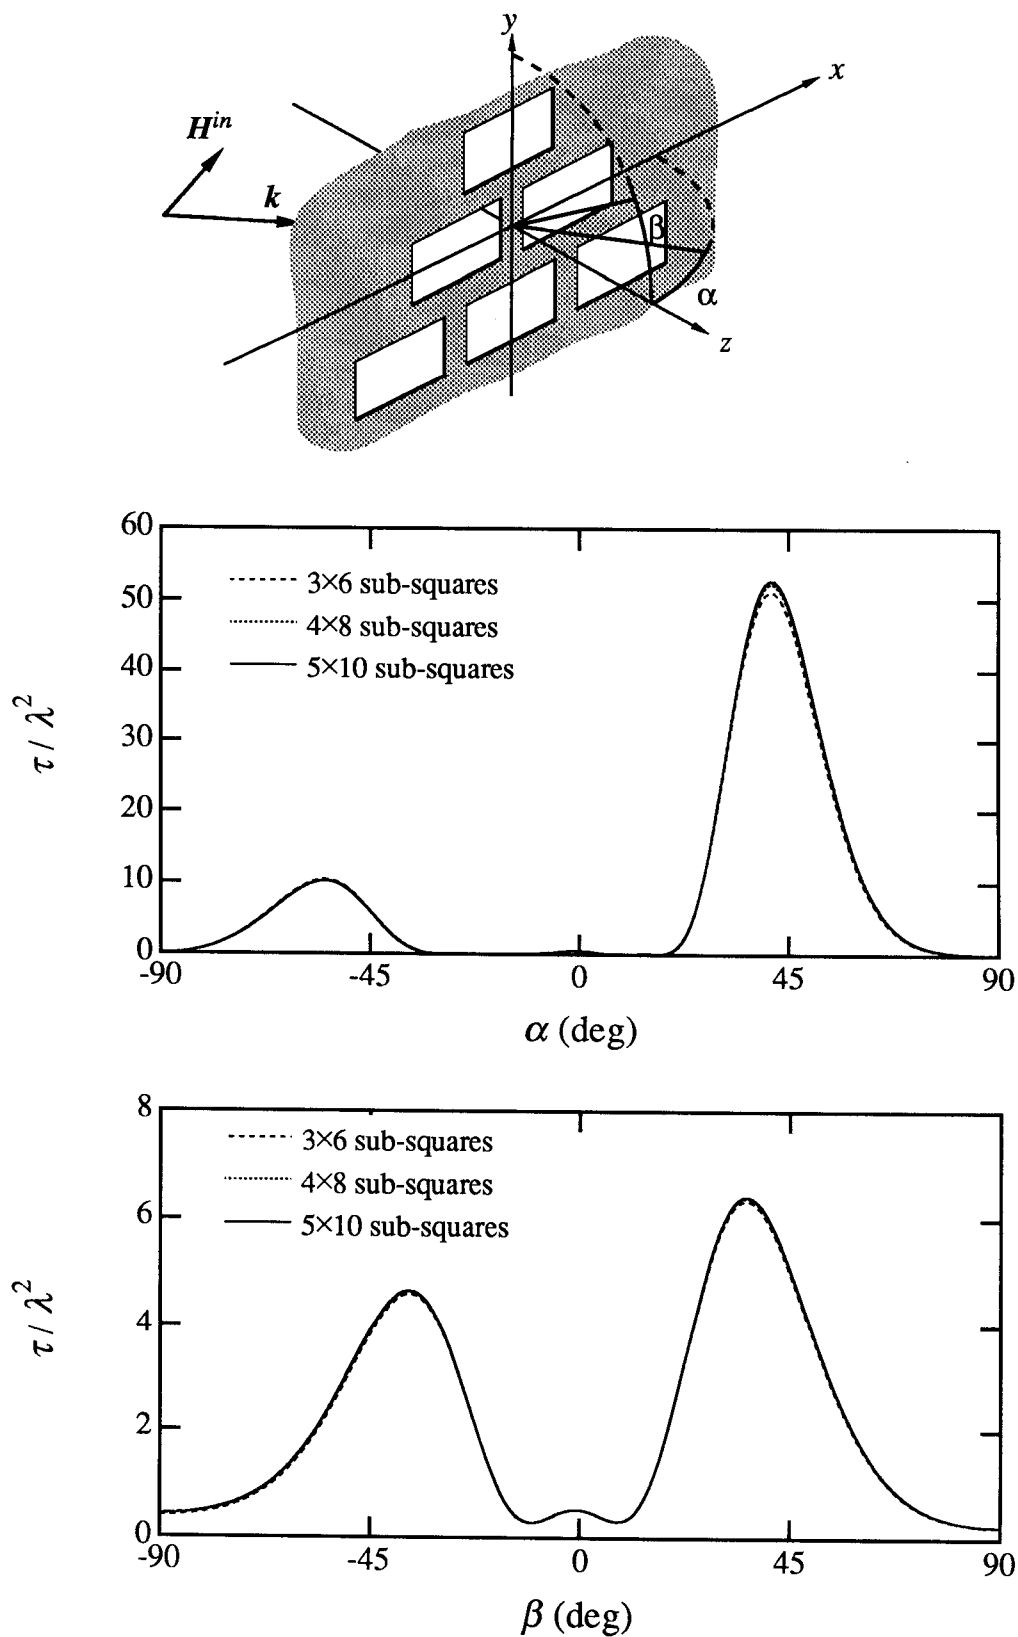 y
x
H^in
k
β
α
z
60
50
40
30
20
10
0
τ / λ²
3×6 sub-squares
4×8 sub-squares
5×10 sub-squares
-90 -45 0 45 90
α (deg)
8
6
4
2
0
τ / λ²
3×6 sub-squares
4×8 sub-squares
5×10 sub-squares
-90 -45 0 45 90
β (deg)